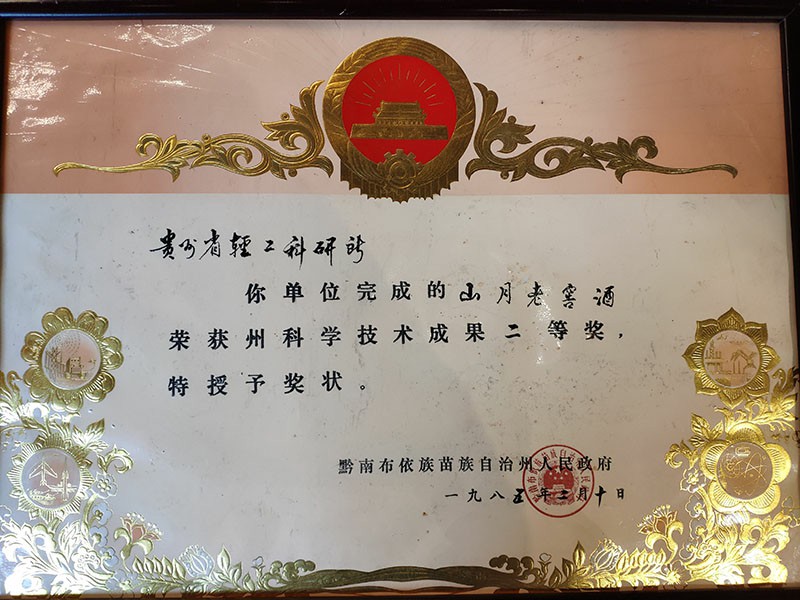 贵州省輕工科研所
你单位完成的山月老窖酒
荣获州科学技术成果二等奖，
特授予奖状。
黔南布依族苗族自治州人民政府
一九八五年二月十日